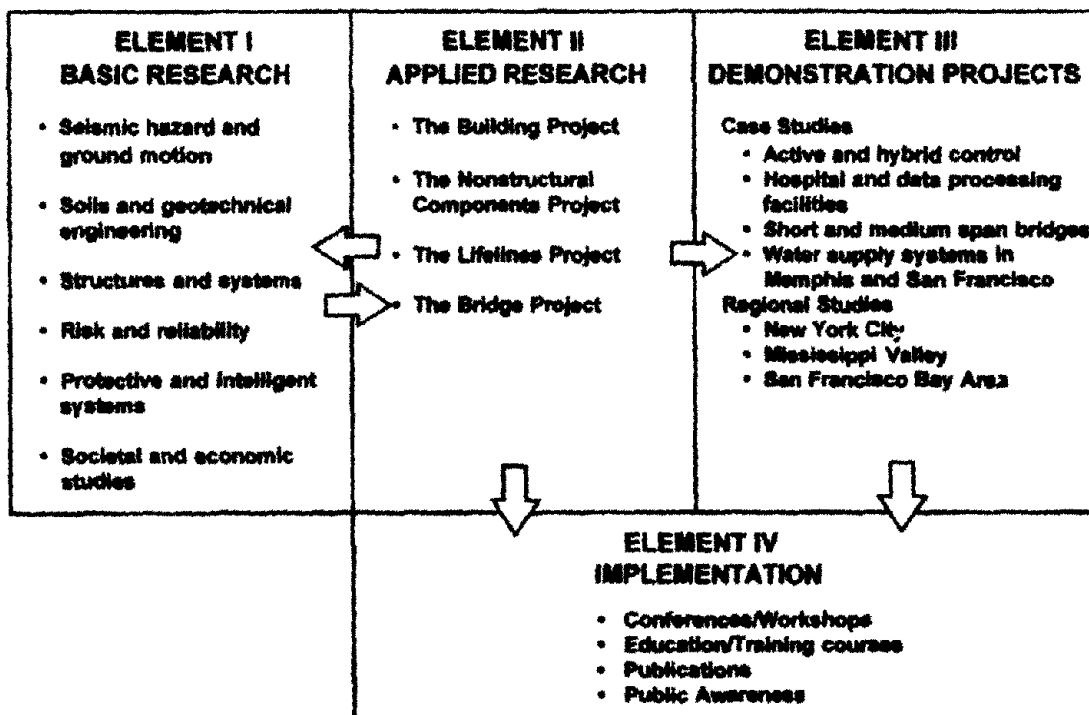 ELEMENT I
BASIC RESEARCH
• Seismic hazard and
ground motion
• Soils and geotechnical
engineering
• Structures and systems
• Risk and reliability
• Protective and intelligent
systems
• Societal and economic
studies
ELEMENT II
APPLIED RESEARCH
• The Building Project
• The Nonstructural
Components Project
• The Lifelines Project
• The Bridge Project
ELEMENT III
DEMONSTRATION PROJECTS
Case Studies
• Active and hybrid control
• Hospital and data processing
facilities
• Short and medium span bridges
• Water supply systems in
Memphis and San Francisco
Regional Studies
• New York City
• Mississippi Valley
• San Francisco Bay Area
ELEMENT IV
IMPLEMENTATION
• Conferences/Workshops
• Education/Training courses
• Publications
• Public Awareness